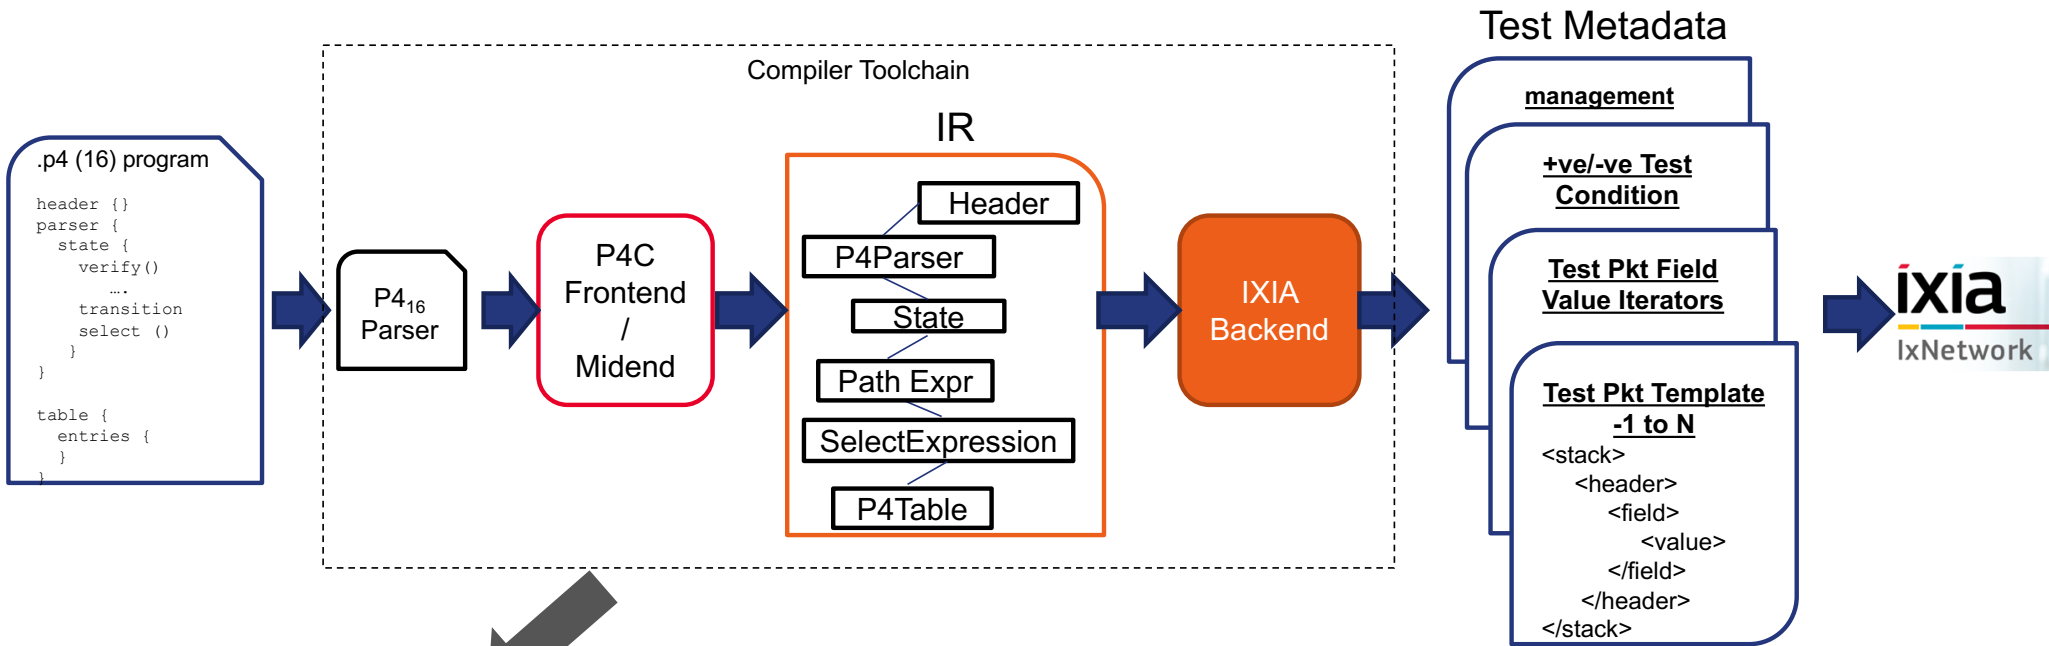 Test Metadata
Compiler Toolchain
.p4 (16) program
header {}
parser {
state {
verify()
….
transition
select ()
}
}
table {
entries {
}
}
P4₁₆
Parser
P4C
Frontend
/
Midend
IR
Header
P4Parser
State
Path Expr
SelectExpression
P4Table
IXIA
Backend
management
+ve/-ve Test
Condition
Test Pkt Field
Value Iterators
Test Pkt Template
-1 to N
<stack>
<header>
<field>
<value>
</field>
</header>
</stack>
ixia
IxNetwork